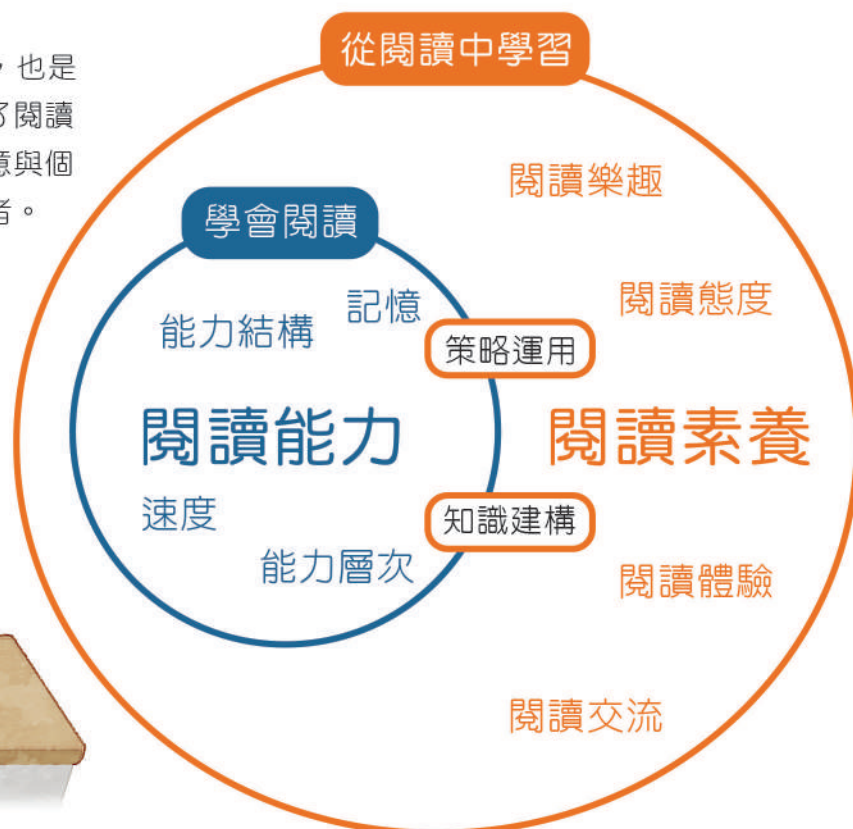 ，也是
了閱讀
意與個
者。
從閱讀中學習
閱讀樂趣
學會閱讀
閱讀態度
記憶
能力結構
策略運用
閱讀能力
閱讀素養
速度
知識建構
能力層次
閱讀體驗
閱讀交流